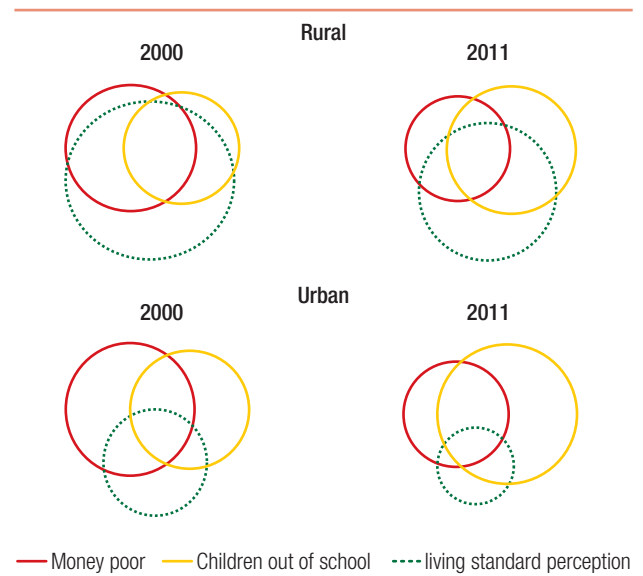 Rural
2000 2011
Urban
2000 2011
Money poor Children out of school living standard perception